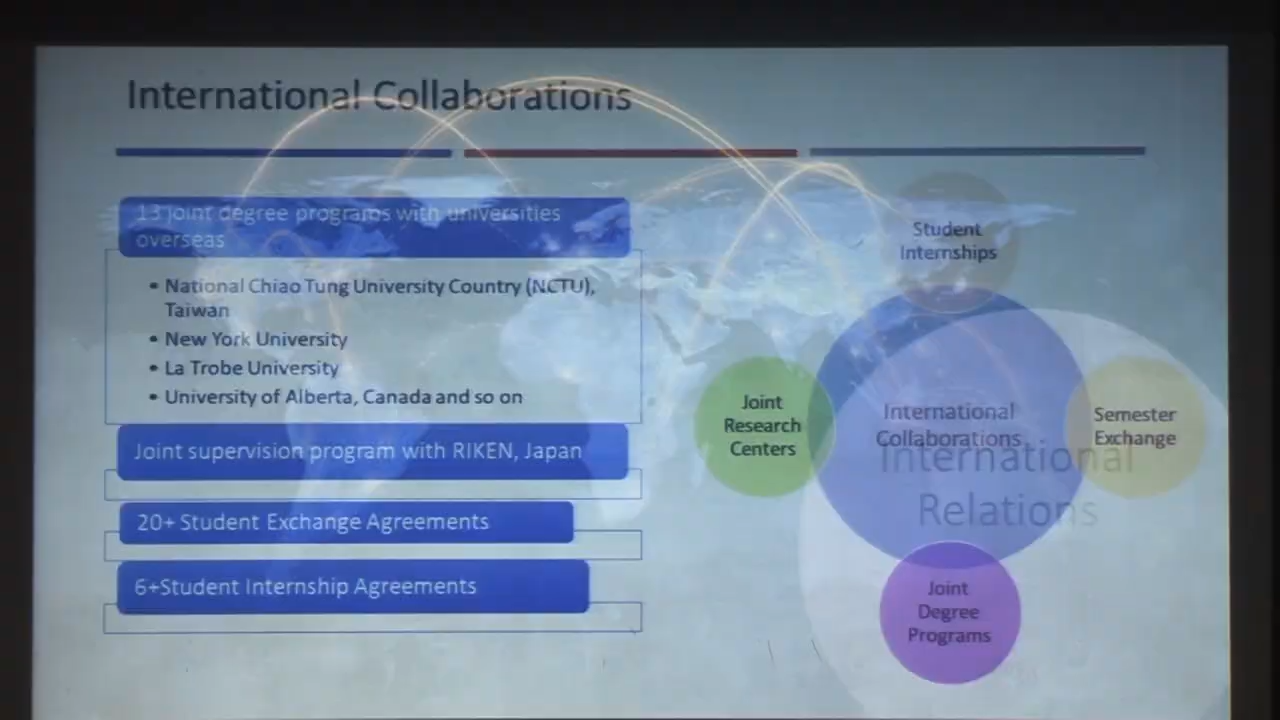 International Collaborations
13 joint degree programs with universities
overseas
• National Chiao Tung University Country (NCTU),
Taiwan
• New York University
• La Trobe University
• University of Alberta, Canada and so on
Joint supervision program with RIKEN, Japan
20+ Student Exchange Agreements
6+Student Internship Agreements
Student
Internships
Joint
Research
Centers
International
Collaborations
Semester
Exchange
International
Relations
Joint
Degree
Programs